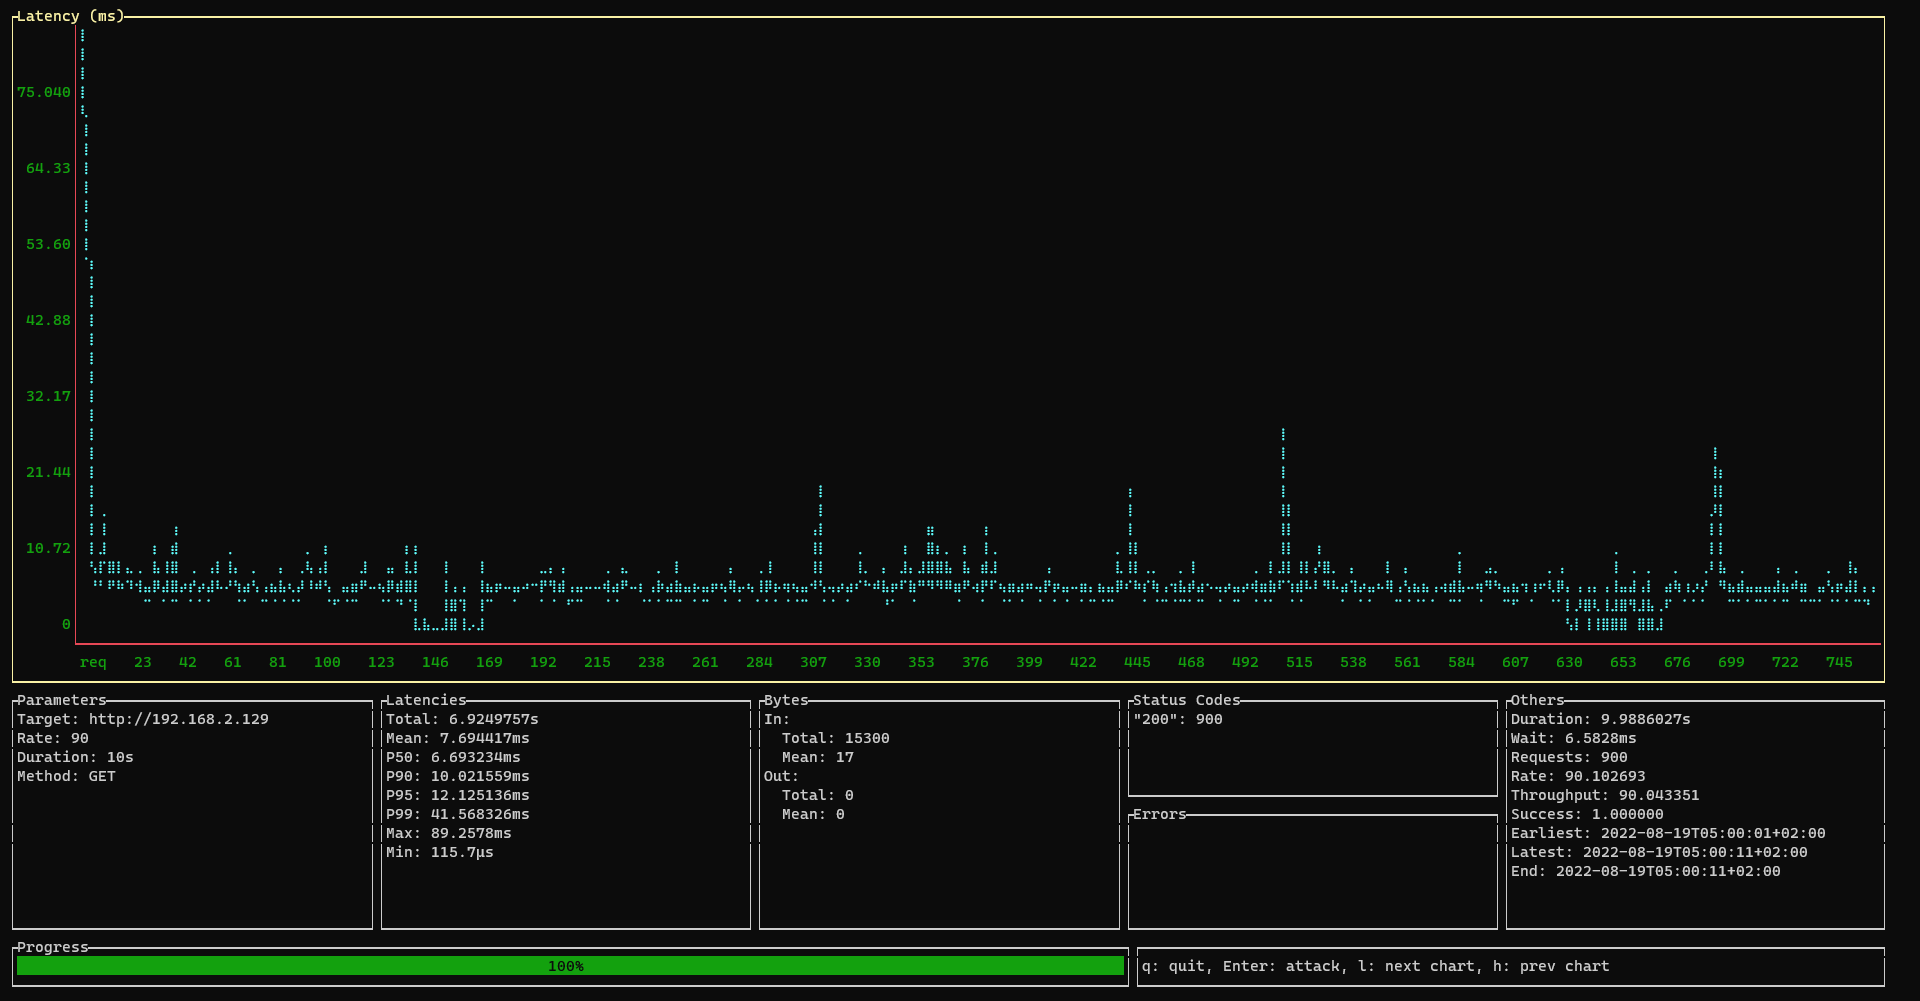 Latency (ms)
75.040
64.33
53.60
42.88
32.17
21.44
10.72
0
req 23 42 61 81 100 123 146 169 192 215 238 261 284 307 330 353 376 399 422 445 468 492 515 538 561 584 607 630 653 676 699 722 745
Parameters
Target: http://192.168.2.129
Rate: 90
Duration: 10s
Method: GET
Latencies
Total: 6.9249757s
Mean: 7.694417ms
P50: 6.693234ms
P90: 10.021559ms
P95: 12.125136ms
P99: 41.568326ms
Max: 89.2578ms
Min: 115.7µs
Bytes
In:
Total: 15300
Mean: 17
Out:
Total: 0
Mean: 0
Status Codes
"200": 900
Errors
Others
Duration: 9.9886027s
Wait: 6.5828ms
Requests: 900
Rate: 90.102693
Throughput: 90.043351
Success: 1.000000
Earliest: 2022-08-19T05:00:01+02:00
Latest: 2022-08-19T05:00:11+02:00
End: 2022-08-19T05:00:11+02:00
Progress
100%
q: quit, Enter: attack, l: next chart, h: prev chart